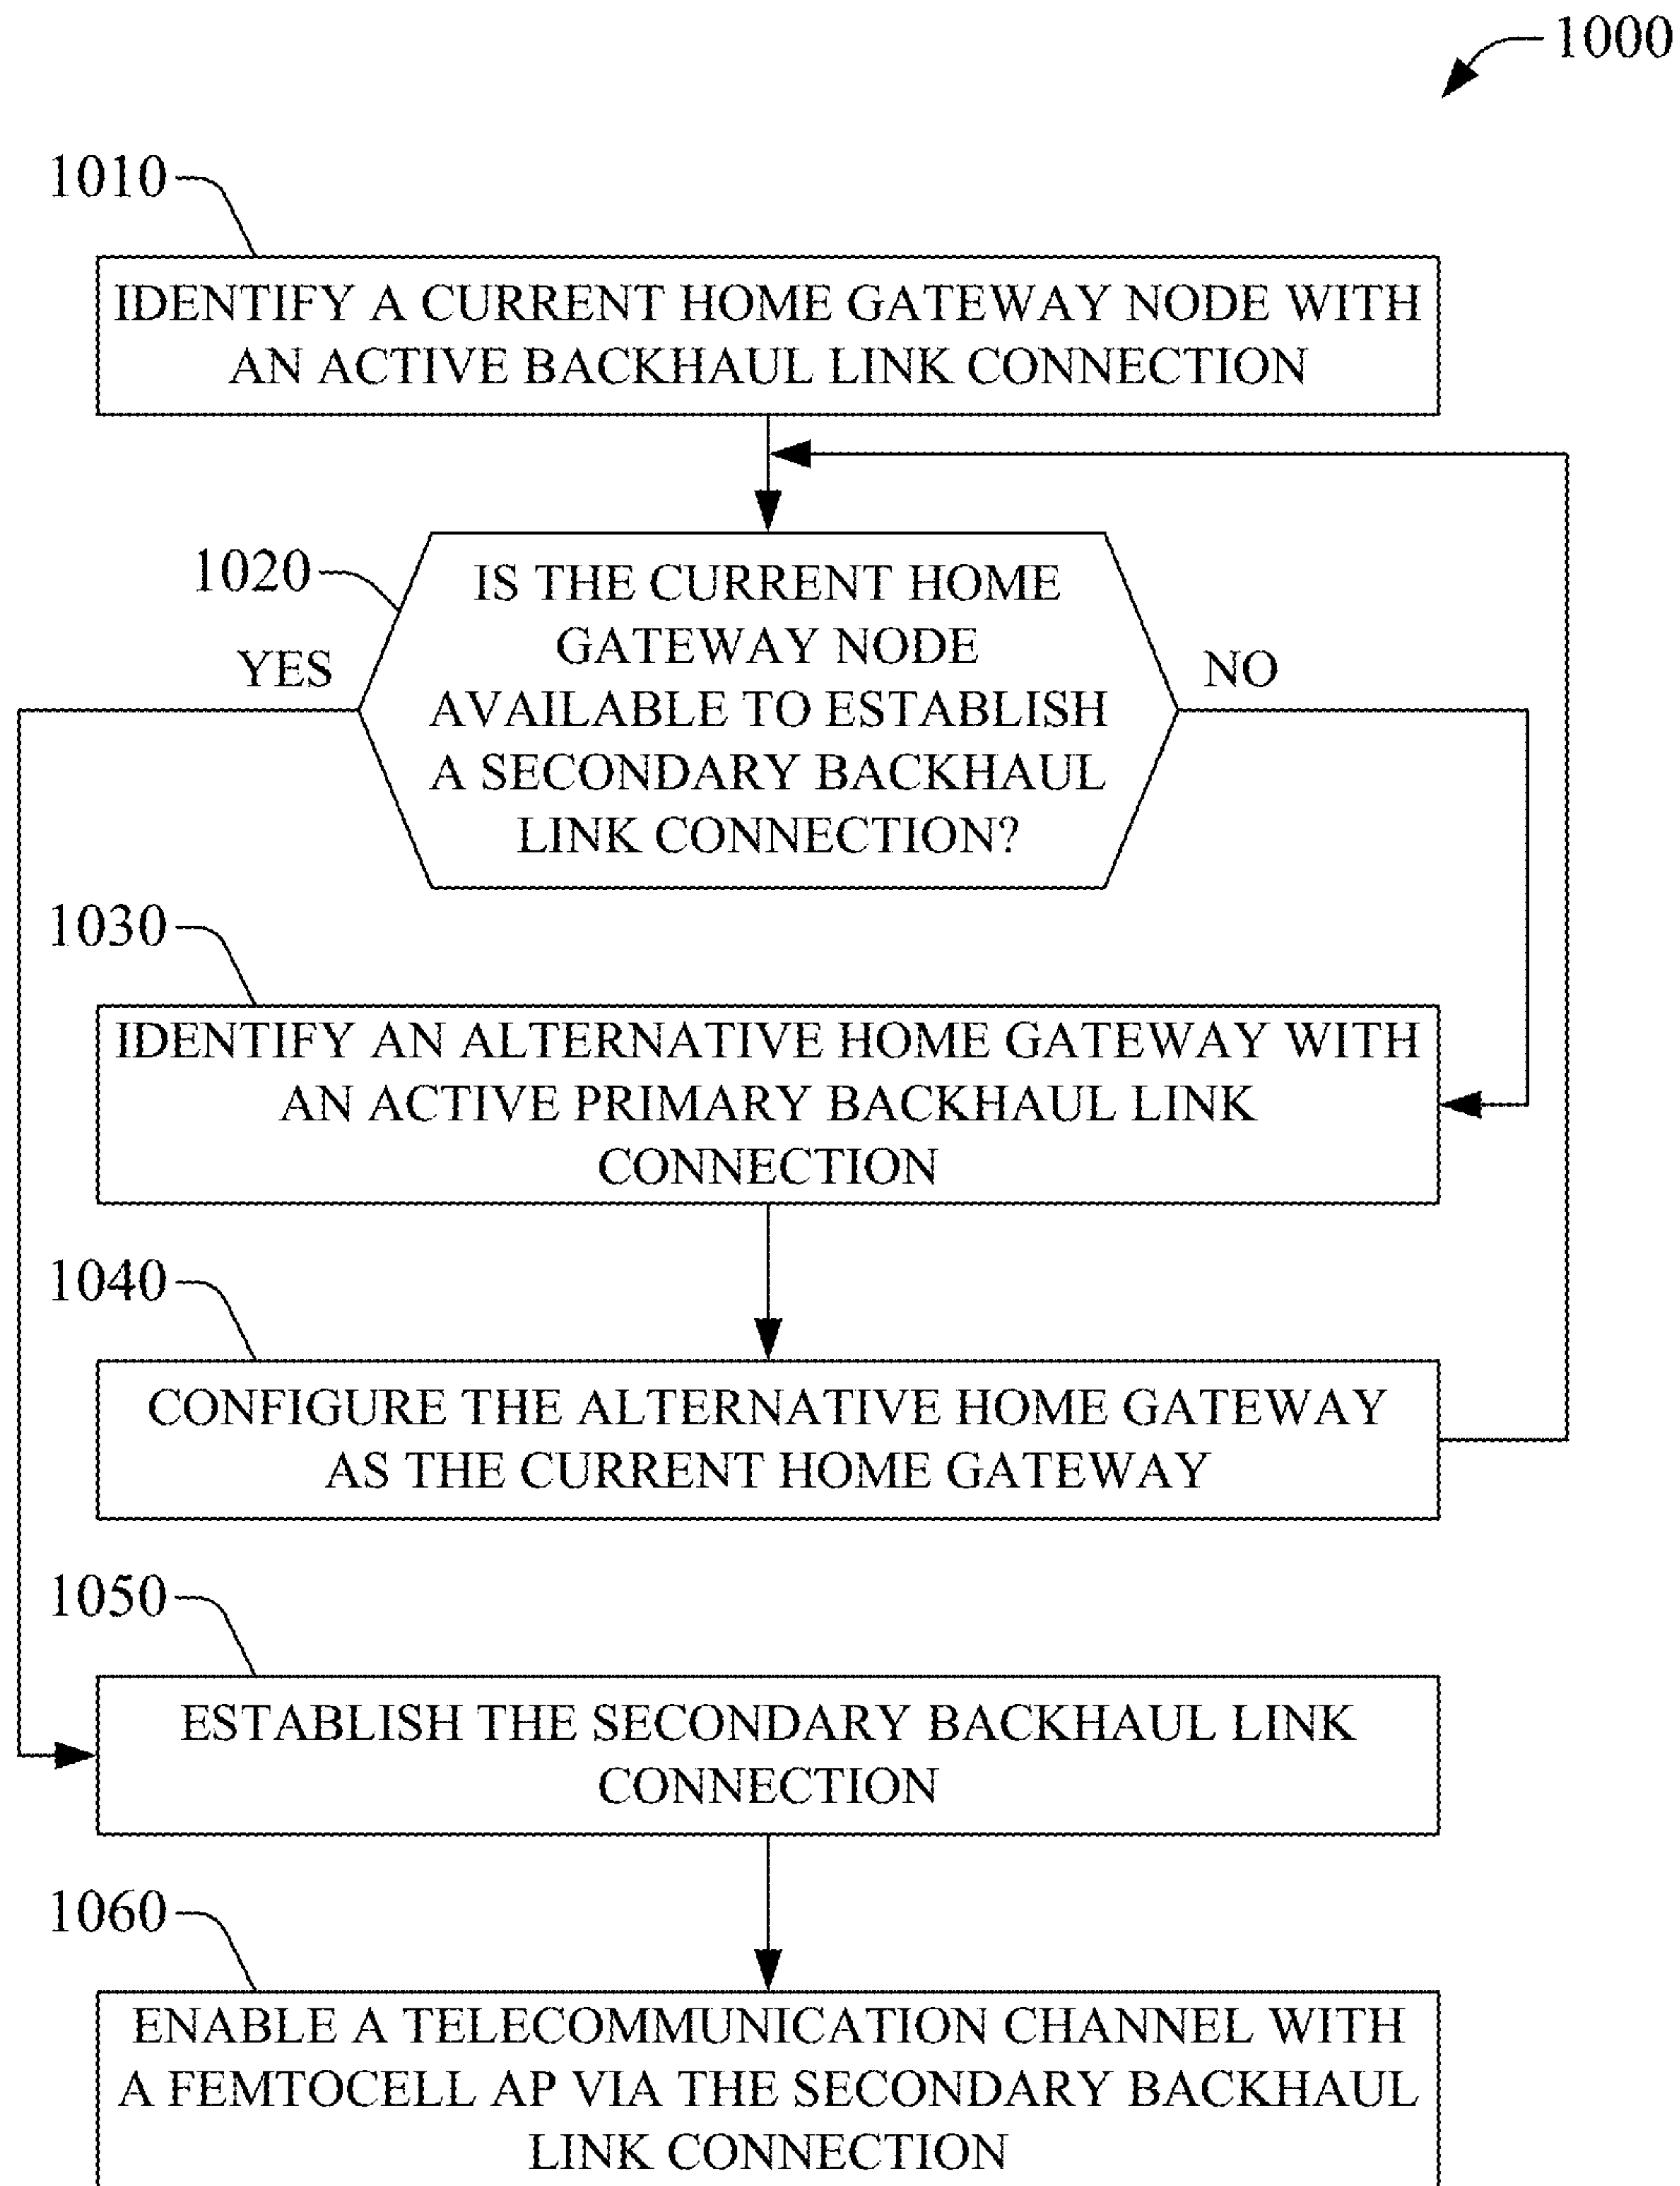 1000
1010
IDENTIFY A CURRENT HOME GATEWAY NODE WITH
AN ACTIVE BACKHAUL LINK CONNECTION
1020
YES
IS THE CURRENT HOME
GATEWAY NODE
AVAILABLE TO ESTABLISH
A SECONDARY BACKHAUL
LINK CONNECTION?
NO
1030
IDENTIFY AN ALTERNATIVE HOME GATEWAY WITH
AN ACTIVE PRIMARY BACKHAUL LINK
CONNECTION
1040
CONFIGURE THE ALTERNATIVE HOME GATEWAY
AS THE CURRENT HOME GATEWAY
1050
ESTABLISH THE SECONDARY BACKHAUL LINK
CONNECTION
1060
ENABLE A TELECOMMUNICATION CHANNEL WITH
A FEMTOCELL AP VIA THE SECONDARY BACKHAUL
LINK CONNECTION